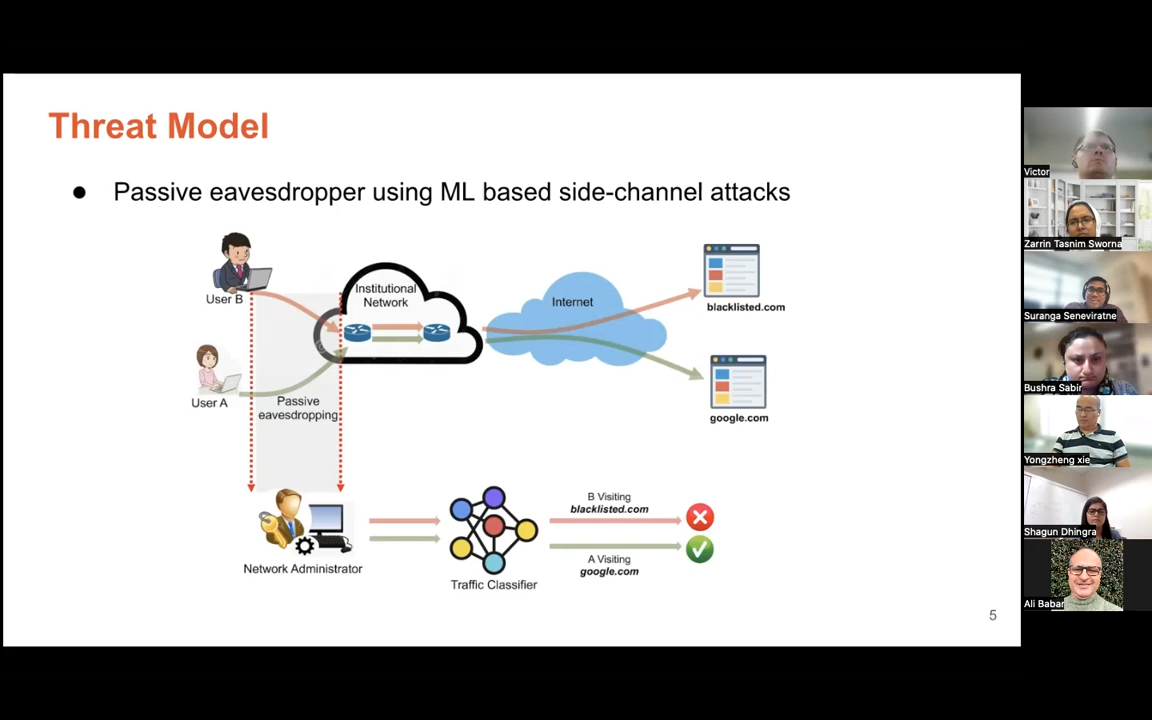 Threat Model
● Passive eavesdropper using ML based side-channel attacks
User B
Institutional
Network
Internet
blacklisted.com
User A
Passive
eavesdropping
google.com
B Visiting
blacklisted.com
A Visiting
google.com
Network Administrator
Traffic Classifier
5
Victor
Zarrin Tasnim Sworna
Suranga Seneviratne
Bushra Sabir
Yongzheng xie
Shagun Dhingra
Ali Babar